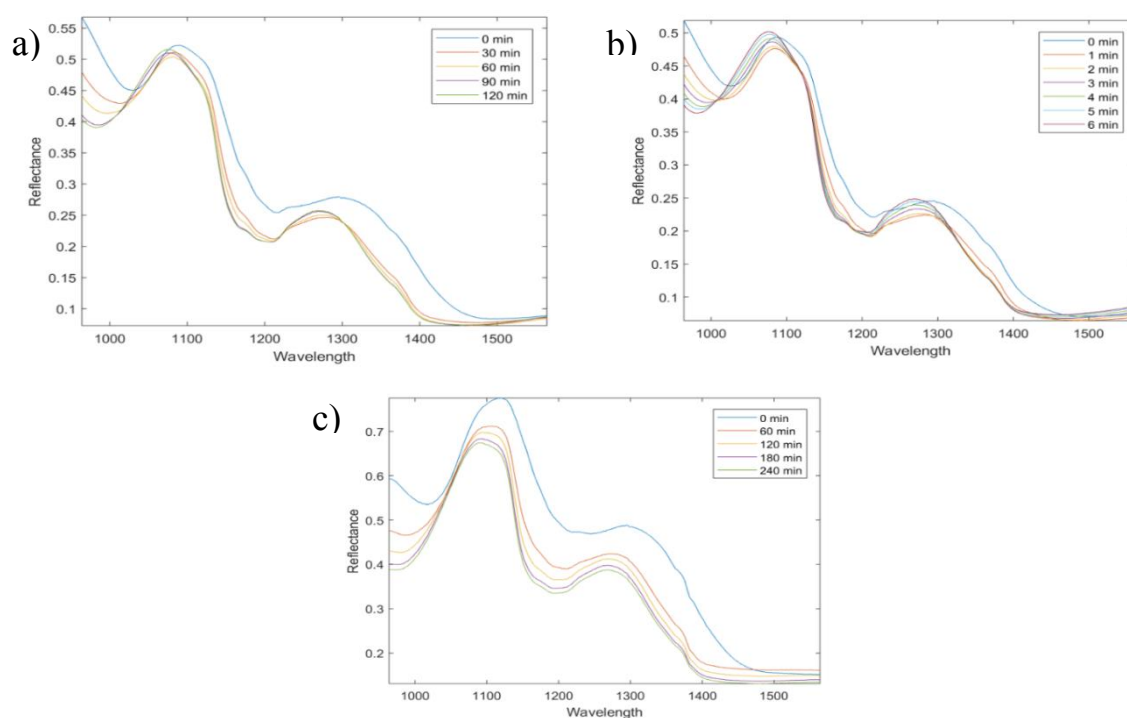 a)
0.55
0.5
0.45
0.4
0.35
0.3
0.25
0.2
0.15
0.1
Reflectance
1000 1100 1200 1300 1400 1500
Wavelength
0 min
30 min
60 min
90 min
120 min
b)
0.5
0.45
0.4
0.35
0.3
0.25
0.2
0.15
0.1
Reflectance
1000 1100 1200 1300 1400 1500
Wavelength
0 min
1 min
2 min
3 min
4 min
5 min
6 min
c)
0.7
0.6
0.5
0.4
0.3
0.2
Reflectance
1000 1100 1200 1300 1400 1500
Wavelength
0 min
60 min
120 min
180 min
240 min